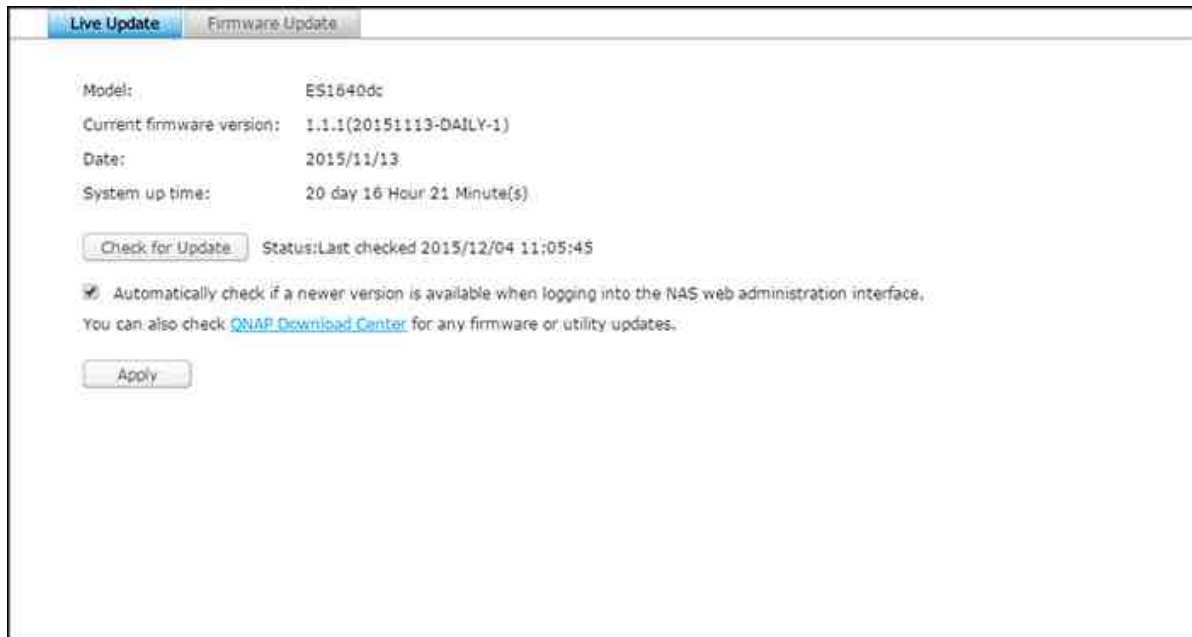 Live Update Firmware Update
Model: ES1640dc
Current firmware version: 1.1.1(20151113-DAILY-1)
Date: 2015/11/13
System up time: 20 day 16 Hour 21 Minute(s)
Check for Update Status:Last checked 2015/12/04 11:05:45
Automatically check if a newer version is available when logging into the NAS web administration interface.
You can also check QNAP Download Center for any firmware or utility updates.
Apply